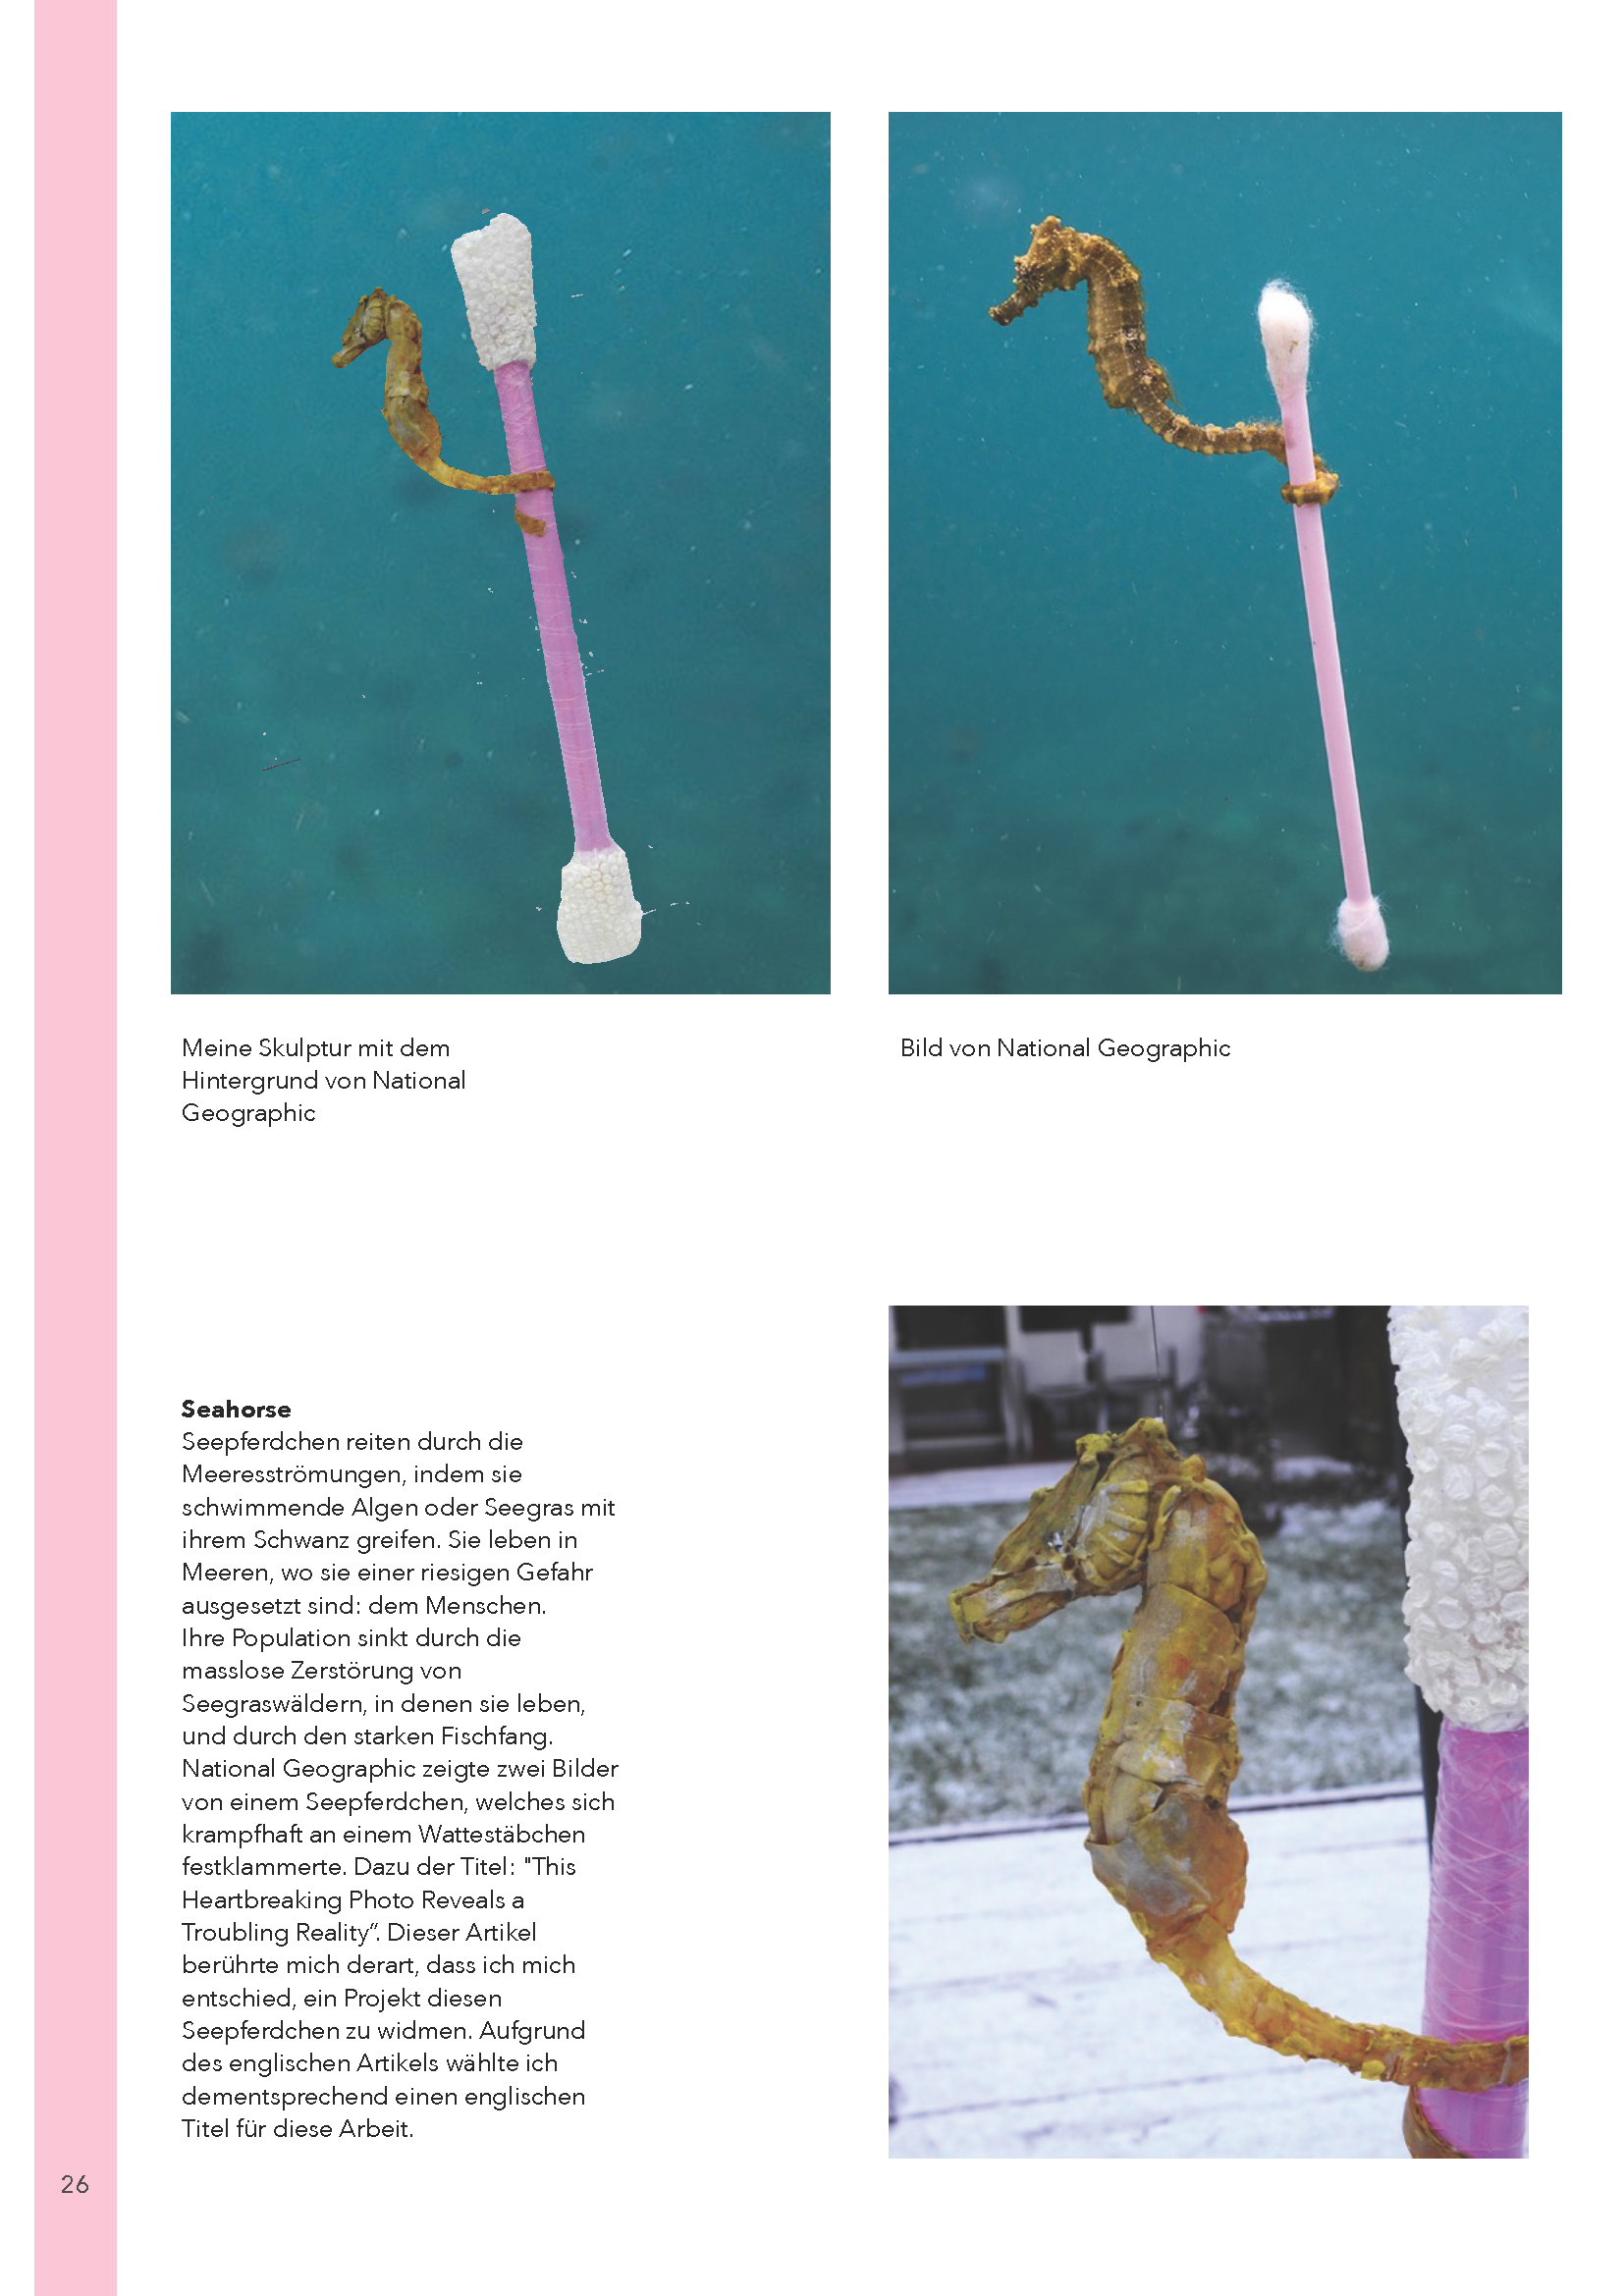 Meine Skulptur mit dem
Hintergrund von National
Geographic
Bild von National Geographic
Seahorse
Seepferdchen reiten durch die
Meeresströmungen, indem sie
schwimmende Algen oder Seegras mit
ihrem Schwanz greifen. Sie leben in
Meeren, wo sie einer riesigen Gefahr
ausgesetzt sind: dem Menschen.
Ihre Population sinkt durch die
masslose Zerstörung von
Seegraswäldern, in denen sie leben,
und durch den starken Fischfang.
National Geographic zeigte zwei Bilder
von einem Seepferdchen, welches sich
krampfhaft an einem Wattestäbchen
festklammerte. Dazu der Titel: "This
Heartbreaking Photo Reveals a
Troubling Reality”. Dieser Artikel
berührte mich derart, dass ich mich
entschied, ein Projekt diesen
Seepferdchen zu widmen. Aufgrund
des englischen Artikels wählte ich
dementsprechend einen englischen
Titel für diese Arbeit.
26